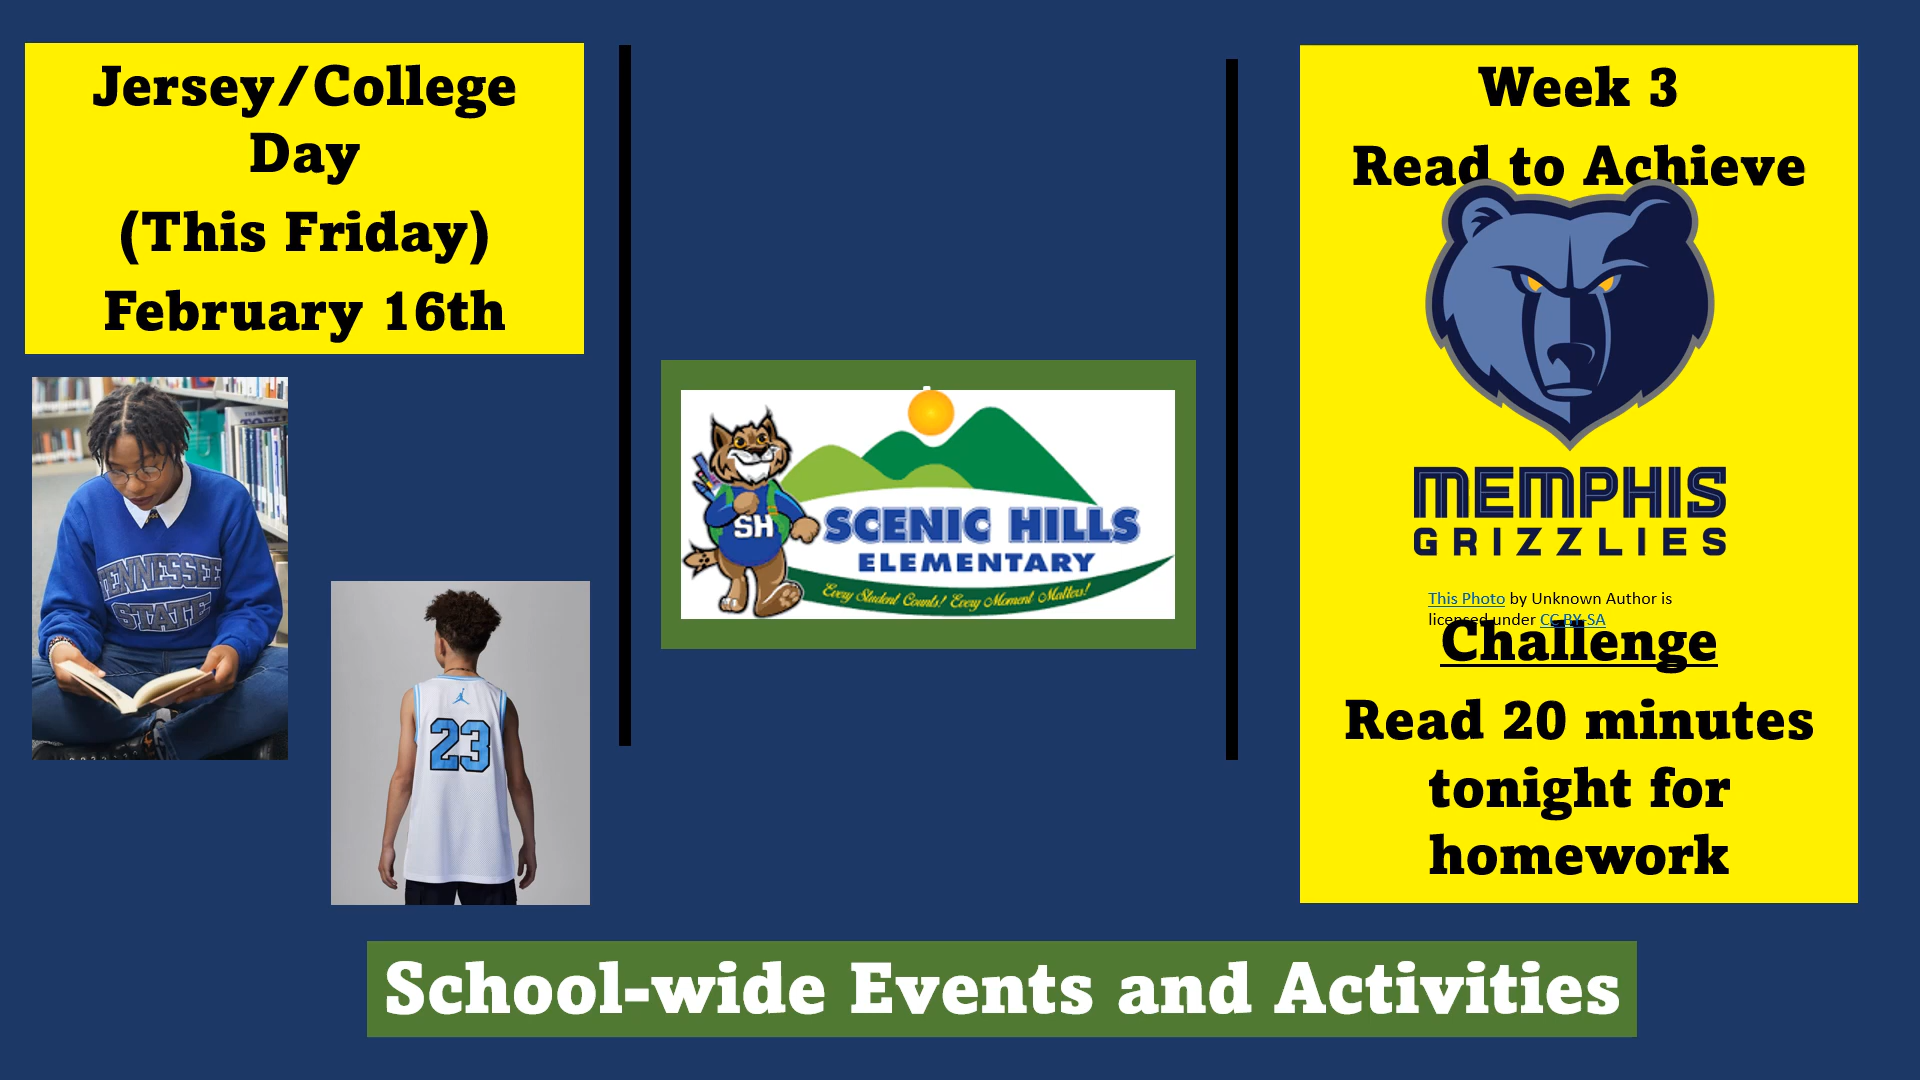 Jersey/College
Day
(This Friday)
February 16th
TENNESSEE
STATE
23
SH
SCENIC HILLS
ELEMENTARY
Every Student Counts! Every Moment Matters!
Week 3
Read to Achieve
MEMPHIS
GRIZZLIES
This Photo by Unknown Author is
licensed under CC BY-SA
Challenge
Read 20 minutes
tonight for
homework
School-wide Events and Activities